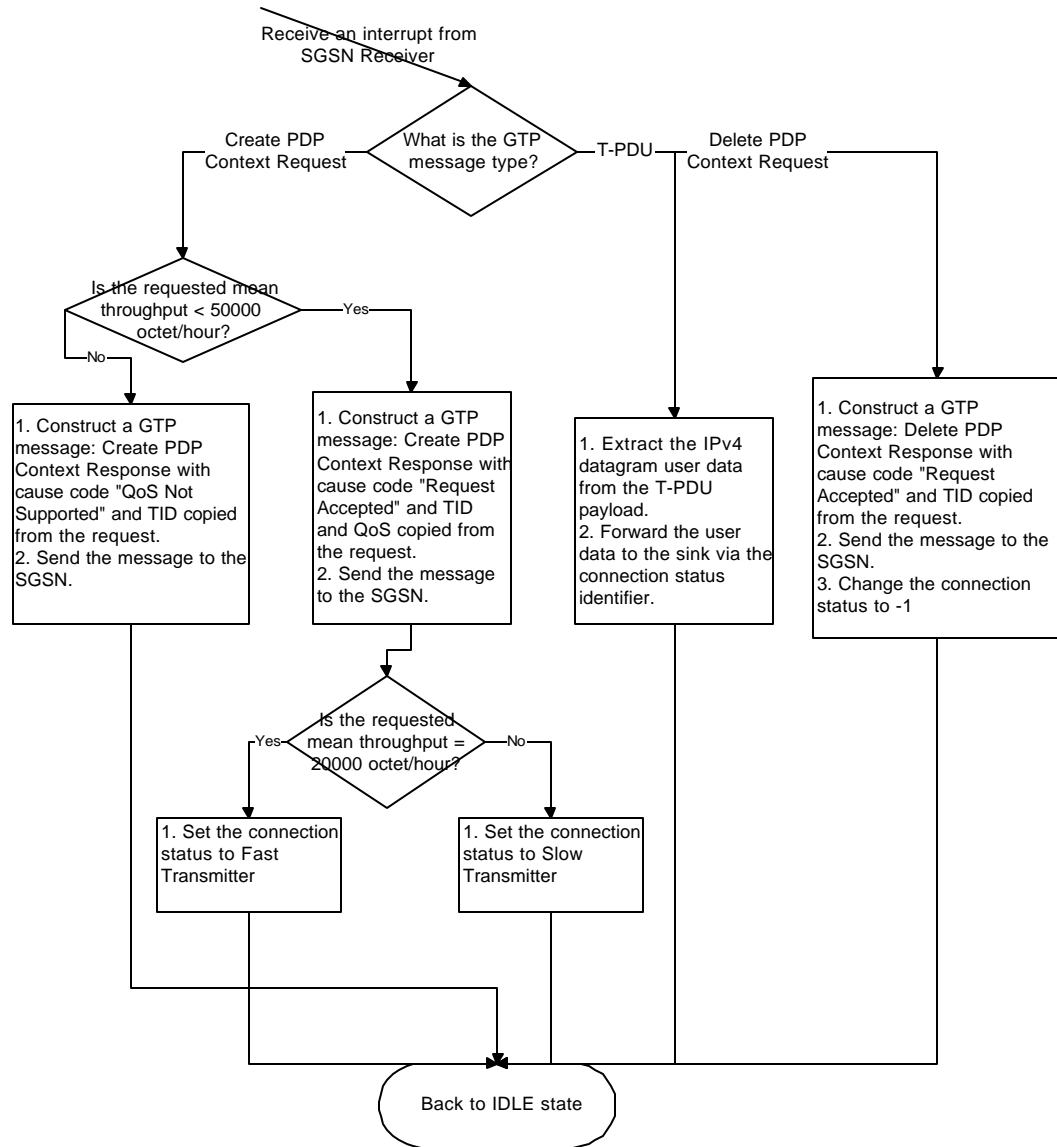 Receive an interrupt from
SGSN Receiver
What is the GTP
message type?
Create PDP
Context Request
T-PDU
Delete PDP
Context Request
Is the requested mean
throughput < 50000
octet/hour?
Yes
No
1. Construct a GTP
message: Create PDP
Context Response with
cause code "QoS Not
Supported" and TID copied
from the request.
2. Send the message to the
SGSN.
1. Construct a GTP
message: Create PDP
Context Response with
cause code "Request
Accepted" and TID
and QoS copied from
the request.
2. Send the message
to the SGSN.
1. Extract the IPv4
datagram user data
from the T-PDU
payload.
2. Forward the user
data to the sink via the
connection status
identifier.
1. Construct a GTP
message: Delete PDP
Context Response with
cause code "Request
Accepted" and TID copied
from the request.
2. Send the message to the
SGSN.
3. Change the connection
status to -1
Is the requested
mean throughput =
20000 octet/hour?
Yes
No
1. Set the connection
status to Fast
Transmitter
1. Set the connection
status to Slow
Transmitter
Back to IDLE state